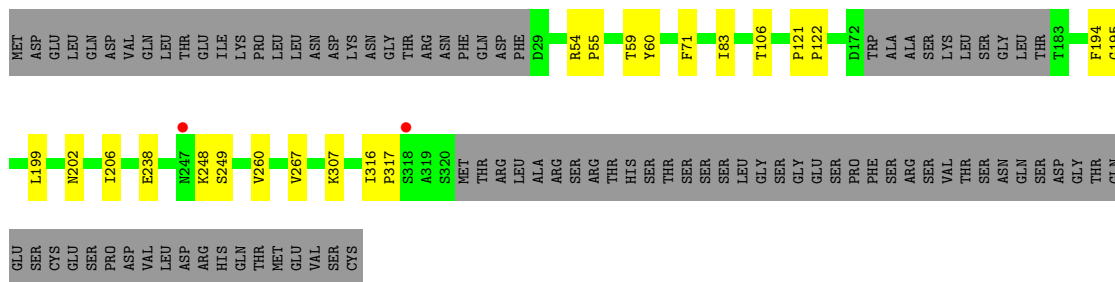 MET ASP GLU LEU GLN ASP VAL GLN LEU THR GLU ILE LYS PRO LEU LEU ASN ASP LYS ASN GLY THR ARG ASN PHE GLN ASP PHE D29 R54 P55 T59 Y60 F71 I83 T106 P121 P122 D172 TRP ALA ALA SER LYS LEU SER GLY LEU THR T183 F194 G195
L199 N202 I206 E238 N247 K248 S249 V260 V267 K307 I316 P317 S318 A319 S320 MET THR ARG LEU ALA ARG SER ARG THR HIS SER THR SER SER SER LEU GLY SER GLY GLU SER PRO PHE SER ARG SER VAL THR SER ASN GLN SER ASP GLY THR GLN
GLU SER CYS GLU SER PRO ASP VAL LEU ASP ARG HIS GLN THR MET GLU VAL SER CYS